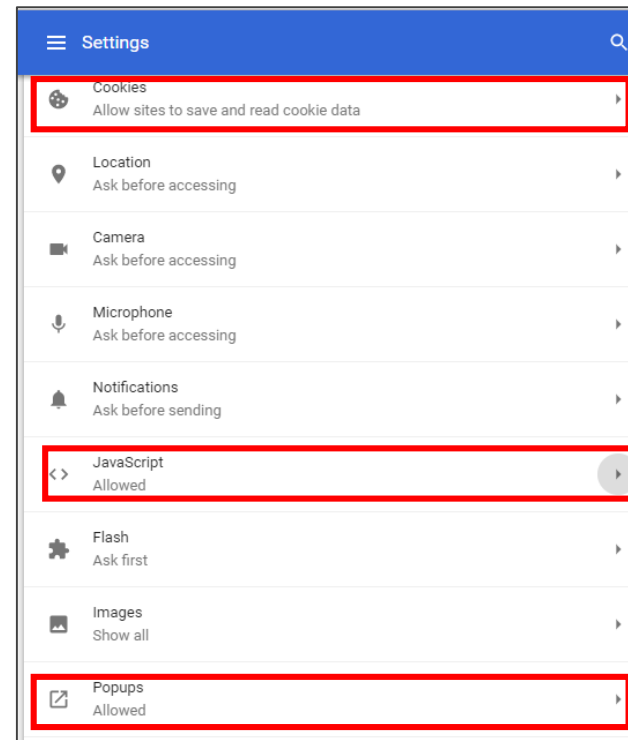 Settings
Cookies
Allow sites to save and read cookie data
Location
Ask before accessing
Camera
Ask before accessing
Microphone
Ask before accessing
Notifications
Ask before sending
JavaScript
Allowed
Flash
Ask first
Images
Show all
Popups
Allowed